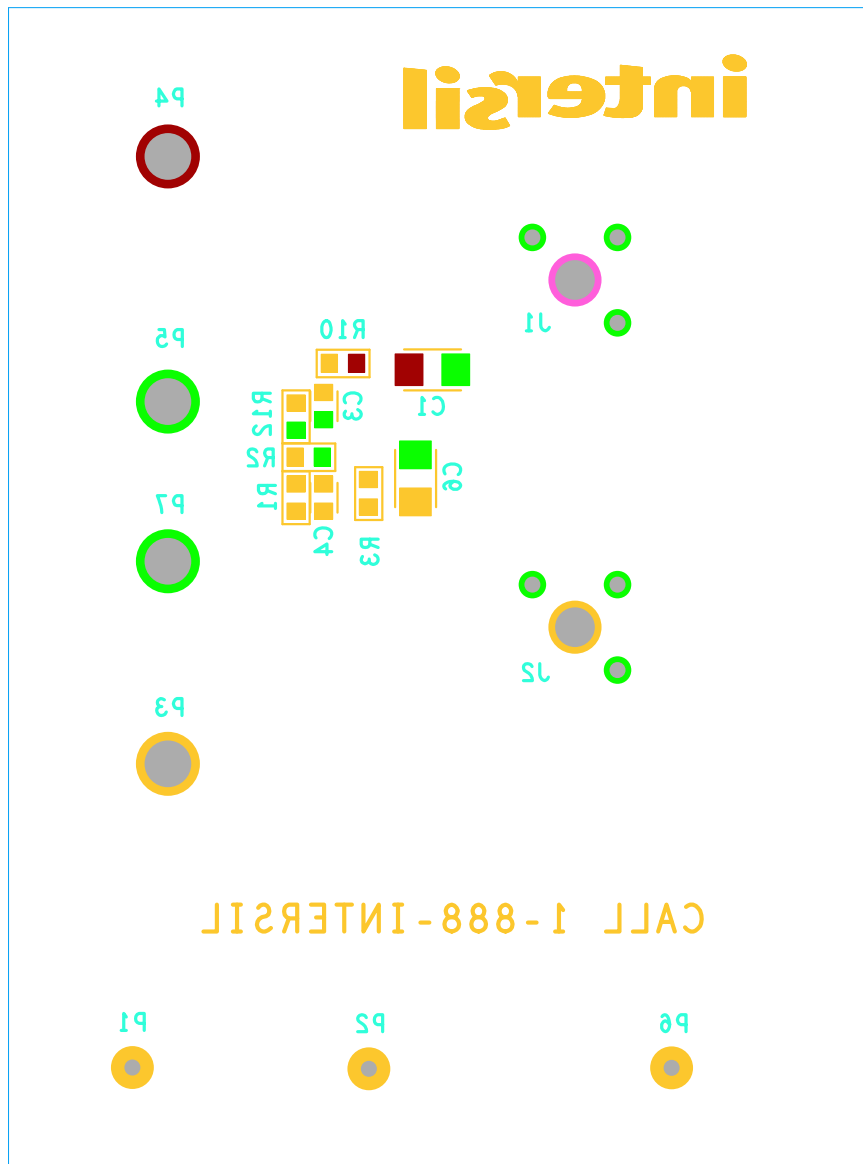 intersil
P4
J1
P5
R10
C1
R12
C3
R2
C6
R1
P7
C4
R3
J2
P3
CALL 1-888-INTERSIL
P1
P2
P6